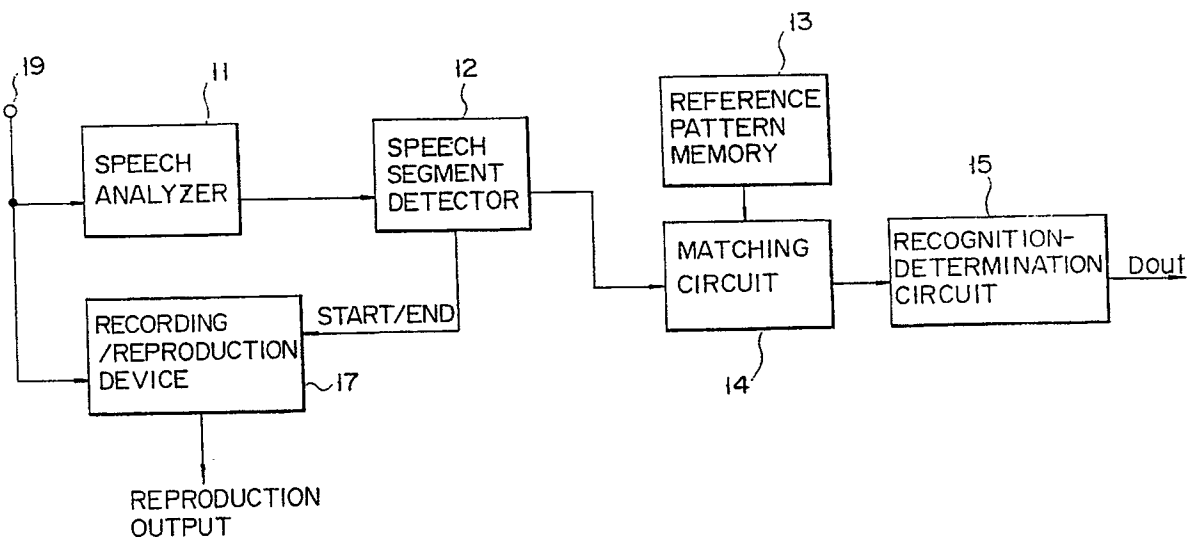 19
11
SPEECH
ANALYZER
12
SPEECH
SEGMENT
DETECTOR
13
REFERENCE
PATTERN
MEMORY
MATCHING
CIRCUIT
14
15
RECOGNITION-
DETERMINATION
CIRCUIT
Dout
START/END
RECORDING
/REPRODUCTION
DEVICE
17
REPRODUCTION
OUTPUT